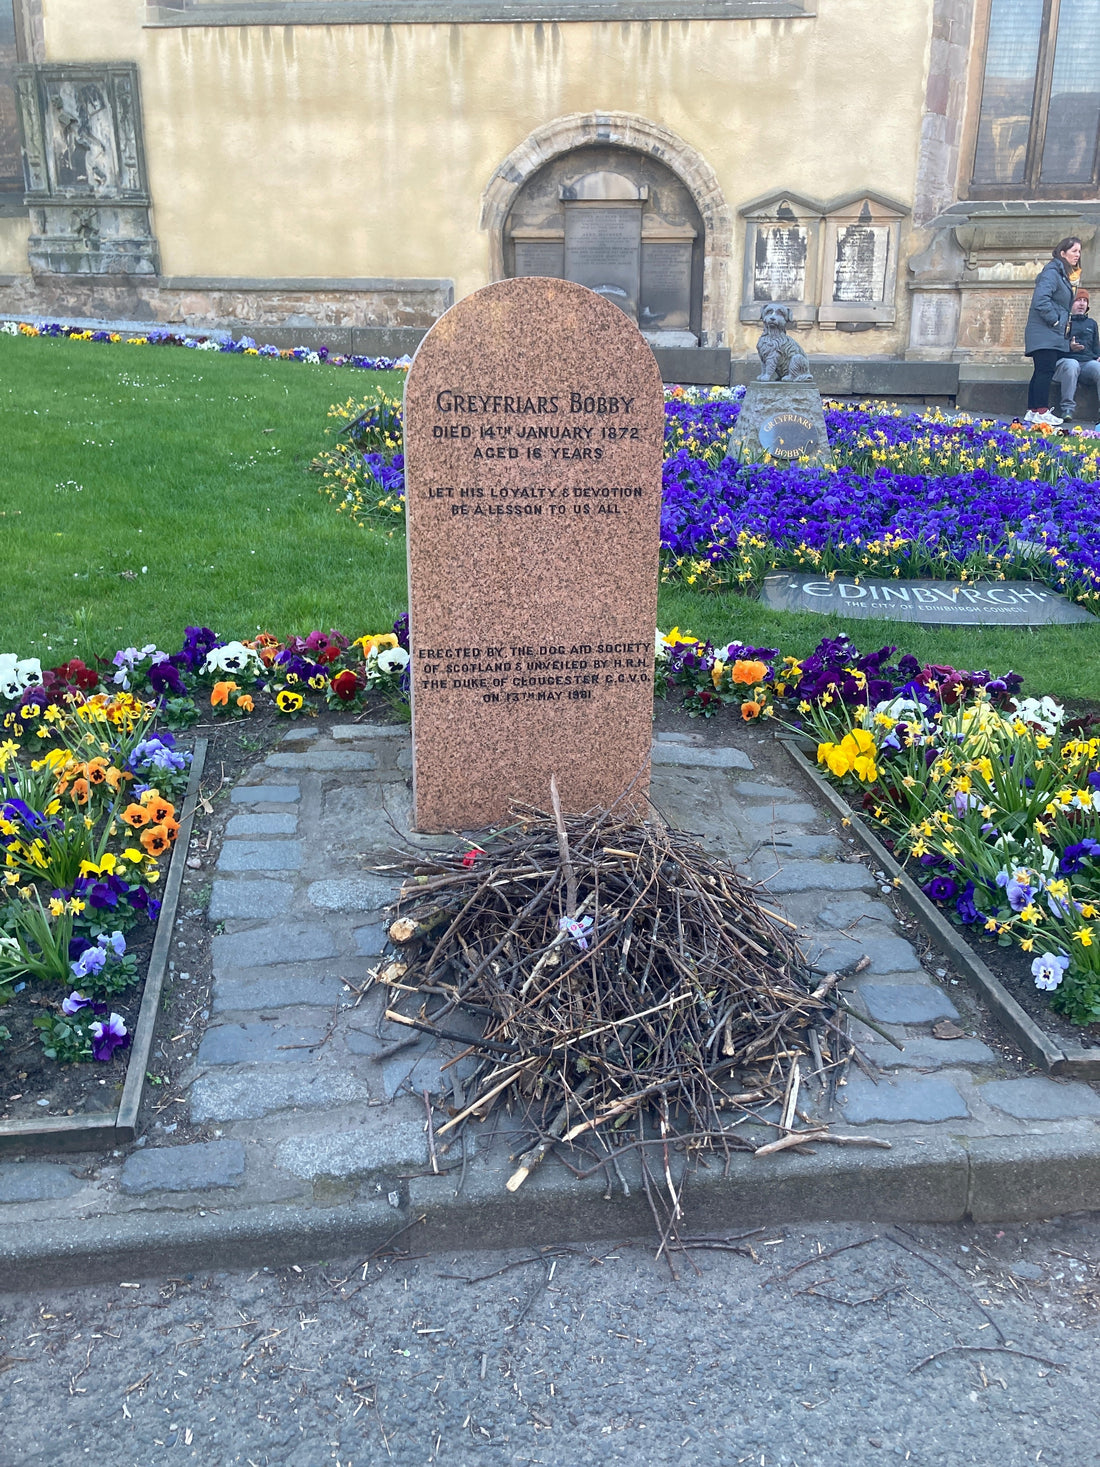 GREYFRIARS BOBBY
DIED 14TH JANUARY 1872
AGED 16 YEARS
LET HIS LOYALTY & DEVOTION
BE A LESSON TO US ALL
ERECTED BY THE DOG AID SOCIETY
OF SCOTLAND & UNVEILED BY H.R.H.
THE DUKE OF GLOUCESTER G.C.V.O.
ON 13TH MAY 1981.
GREYFRIARS
BOBBY
·EDINBVRGH·
THE CITY OF EDINBURGH COUNCIL